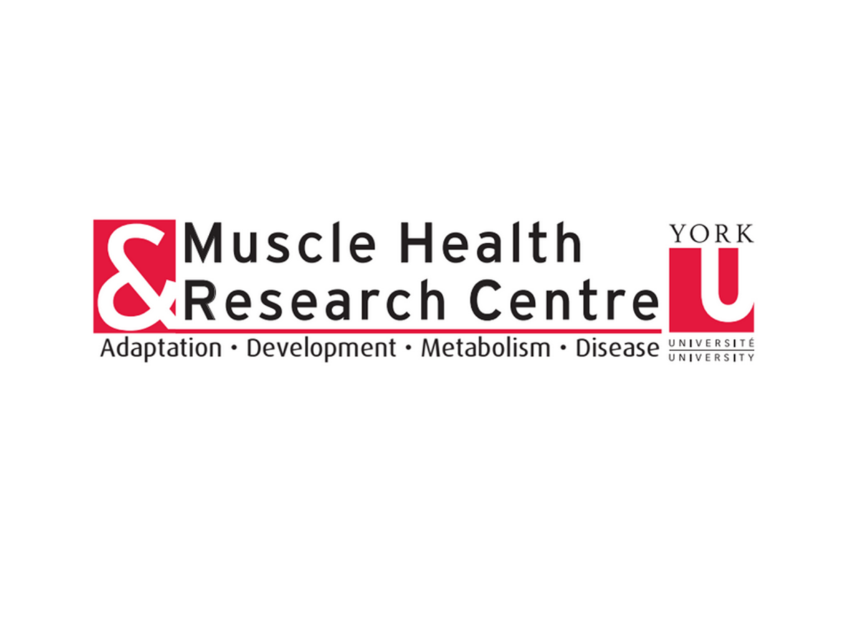 & Muscle Health
Research Centre
Adaptation • Development • Metabolism • Disease
YORK
U
UNIVERSITÉ
UNIVERSITY